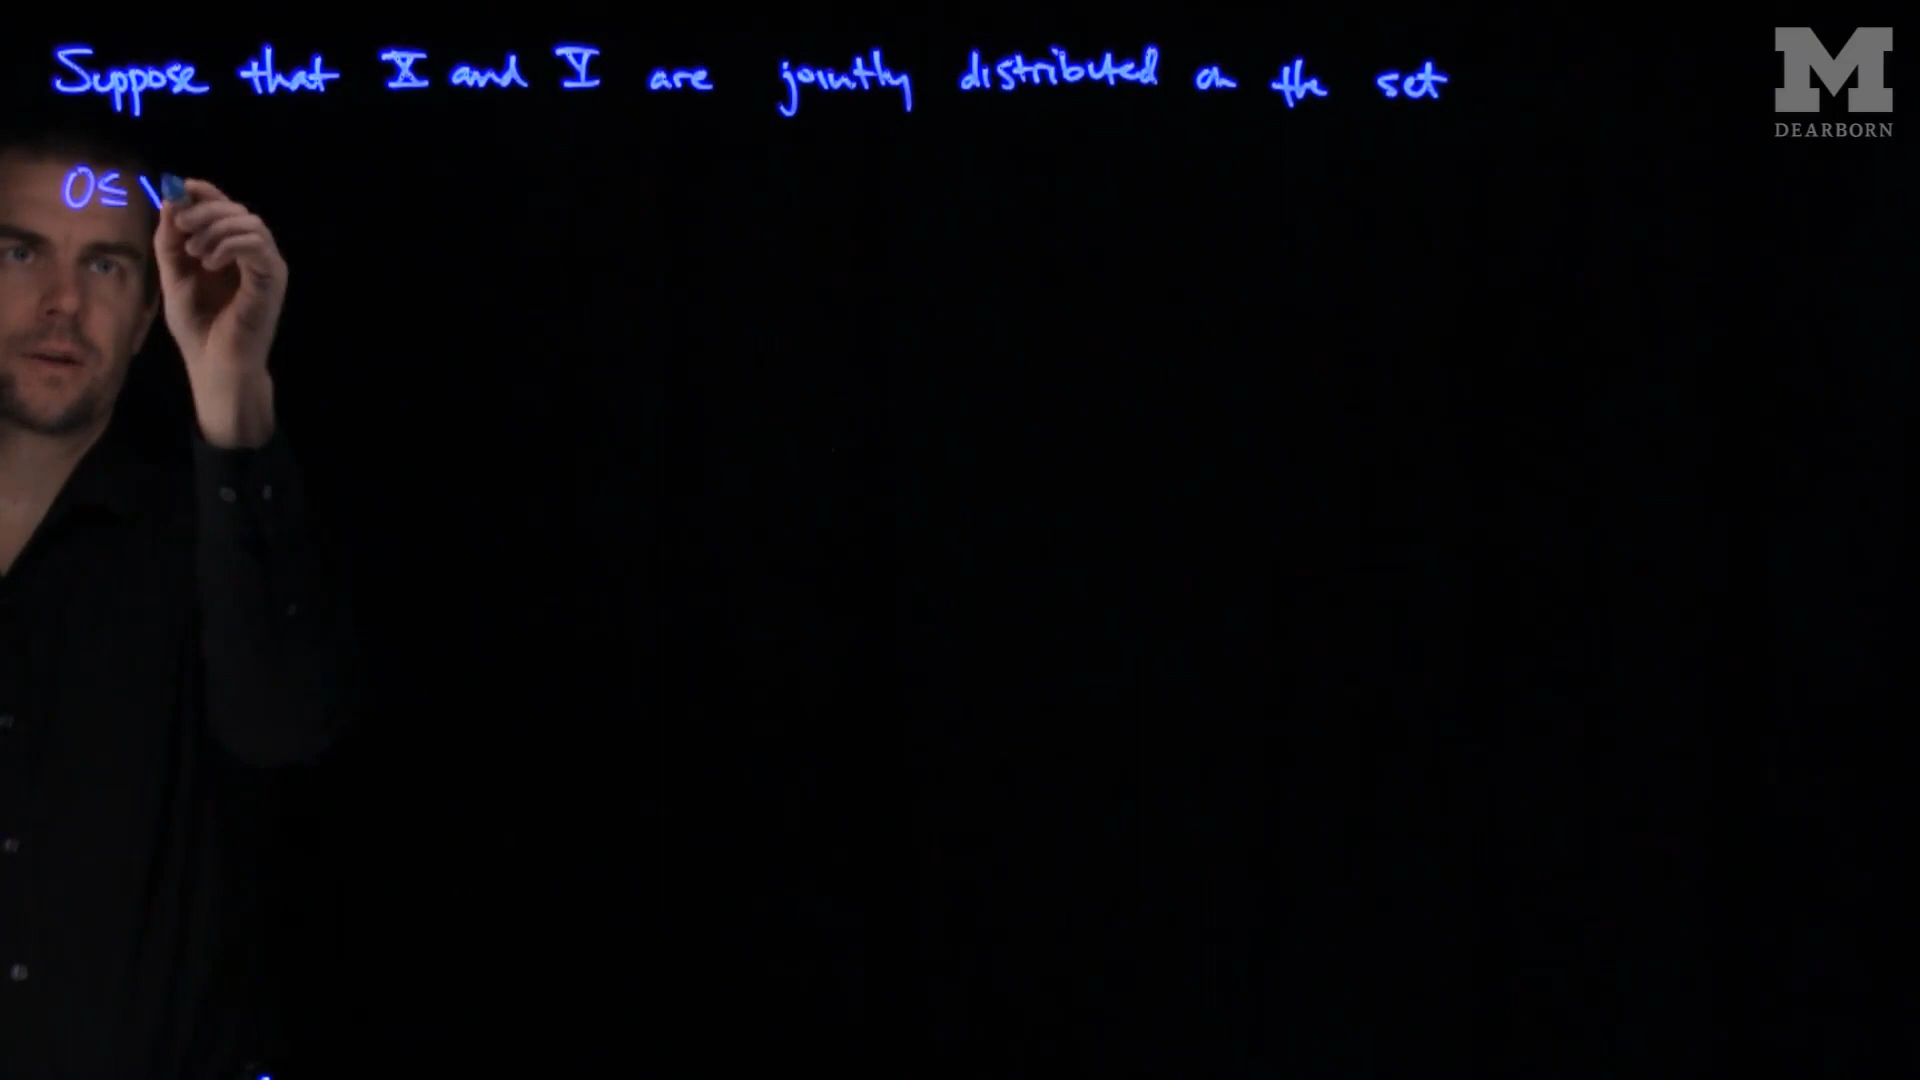 Suppose that X and Y are jointly distributed on the set
0≤
M
DEARBORN